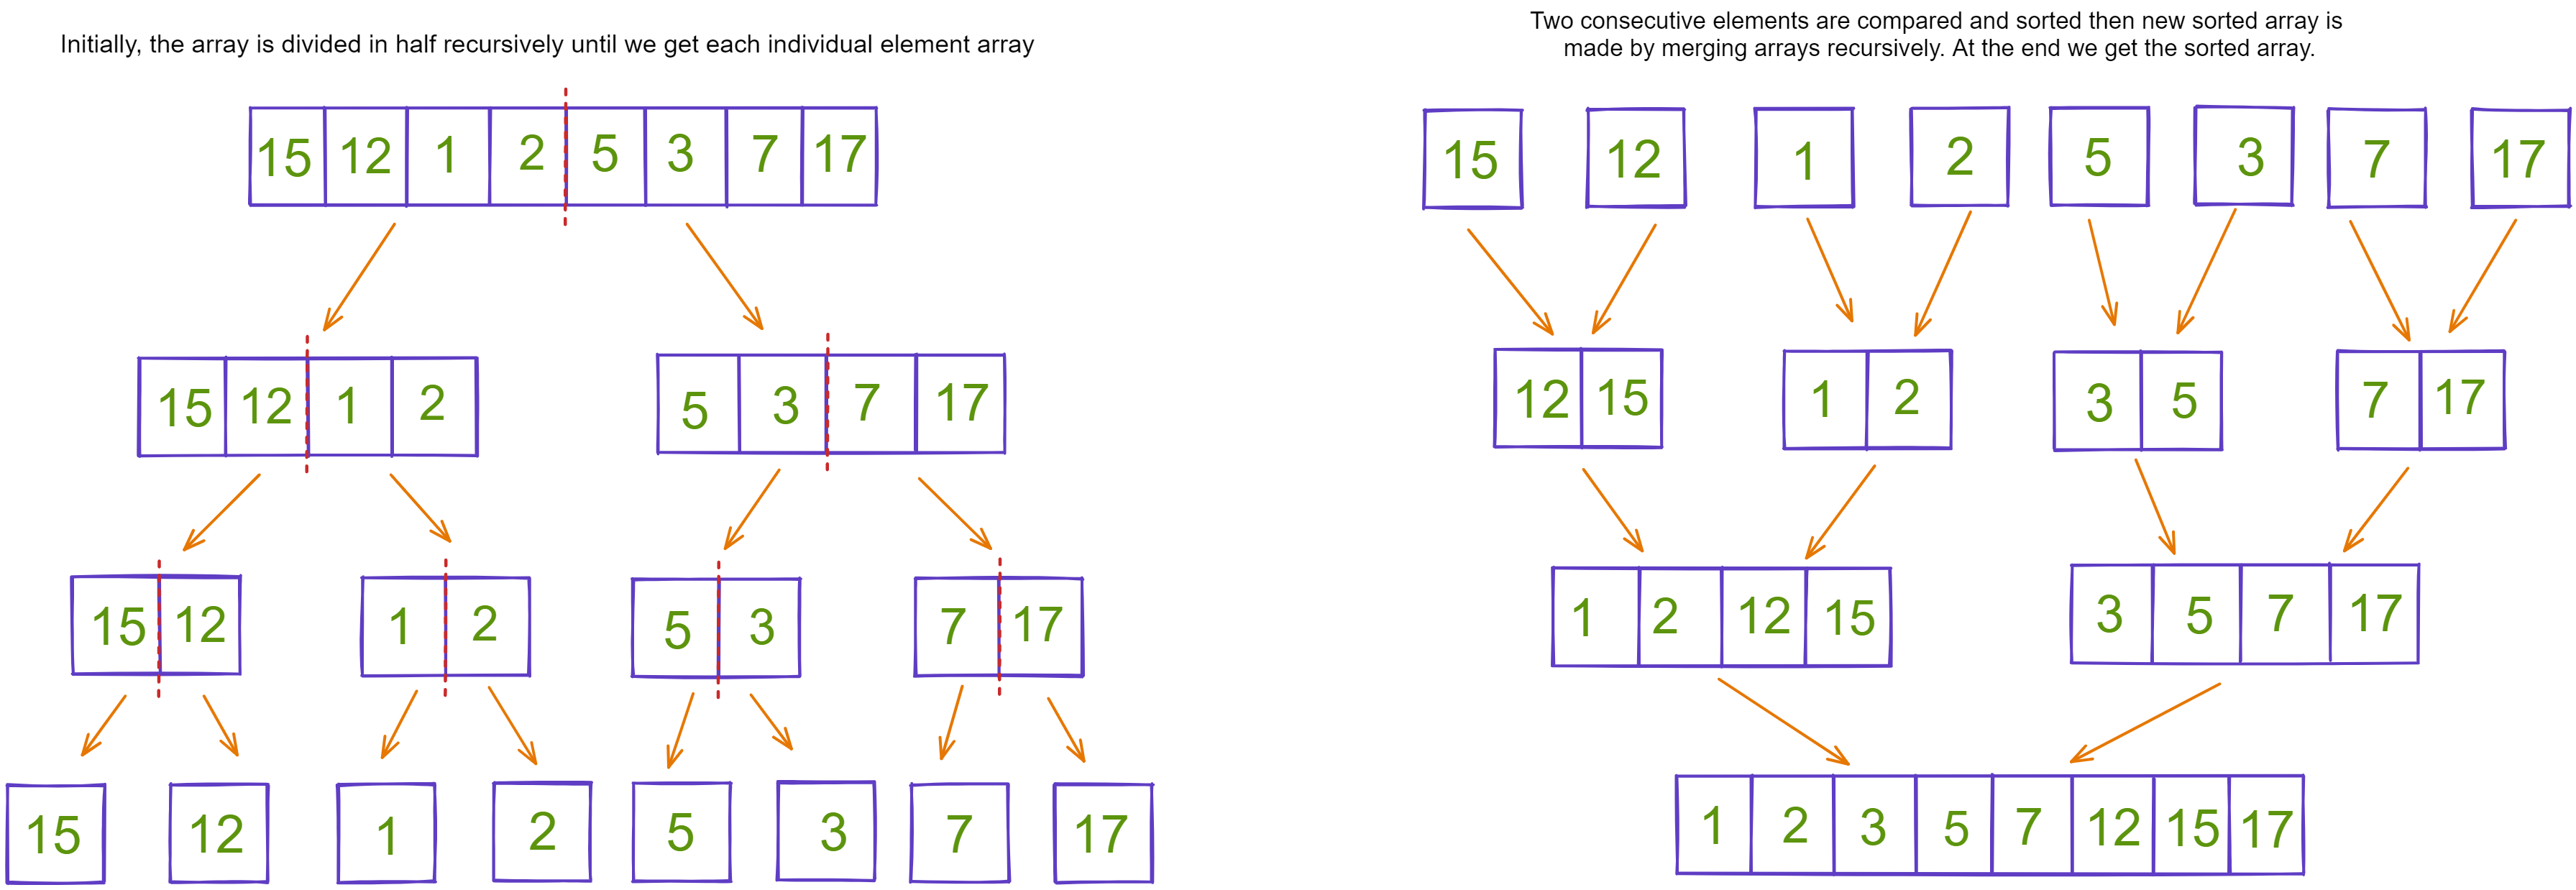 Initially, the array is divided in half recursively until we get each individual element array
15 12 1 2 5 3 7 17
15 12 1 2
5 3 7 17
15 12
1 2
5 3
7 17
15
12
1
2
5
3
7
17
Two consecutive elements are compared and sorted then new sorted array is
made by merging arrays recursively. At the end we get the sorted array.
15
12
1
2
5
3
7
17
12 15
1 2
3 5
7 17
1 2 12 15
3 5 7 17
1 2 3 5 7 12 15 17